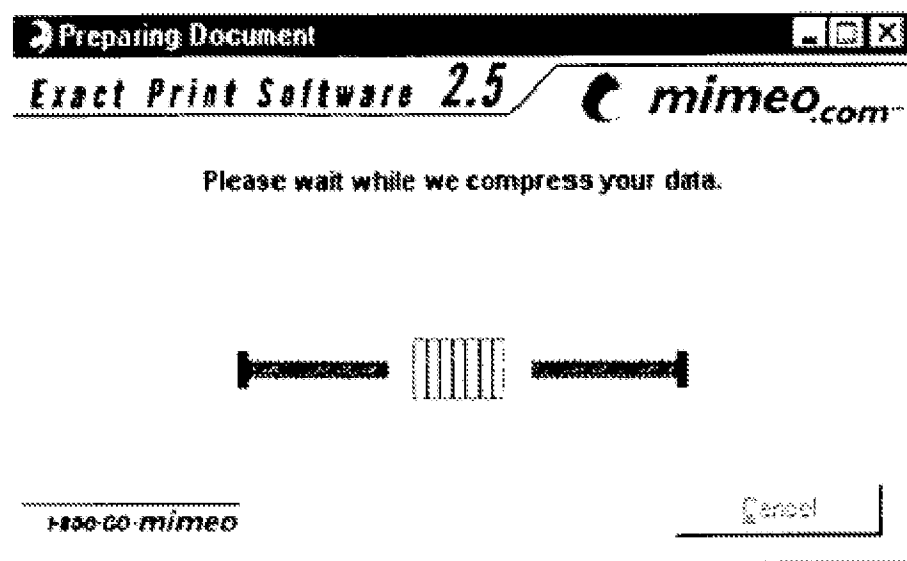 Preparing Document
Exact Print Software 2.5
mimeo.com™
Please wait while we compress your data.
1-800-GO-mimeo
Cancel